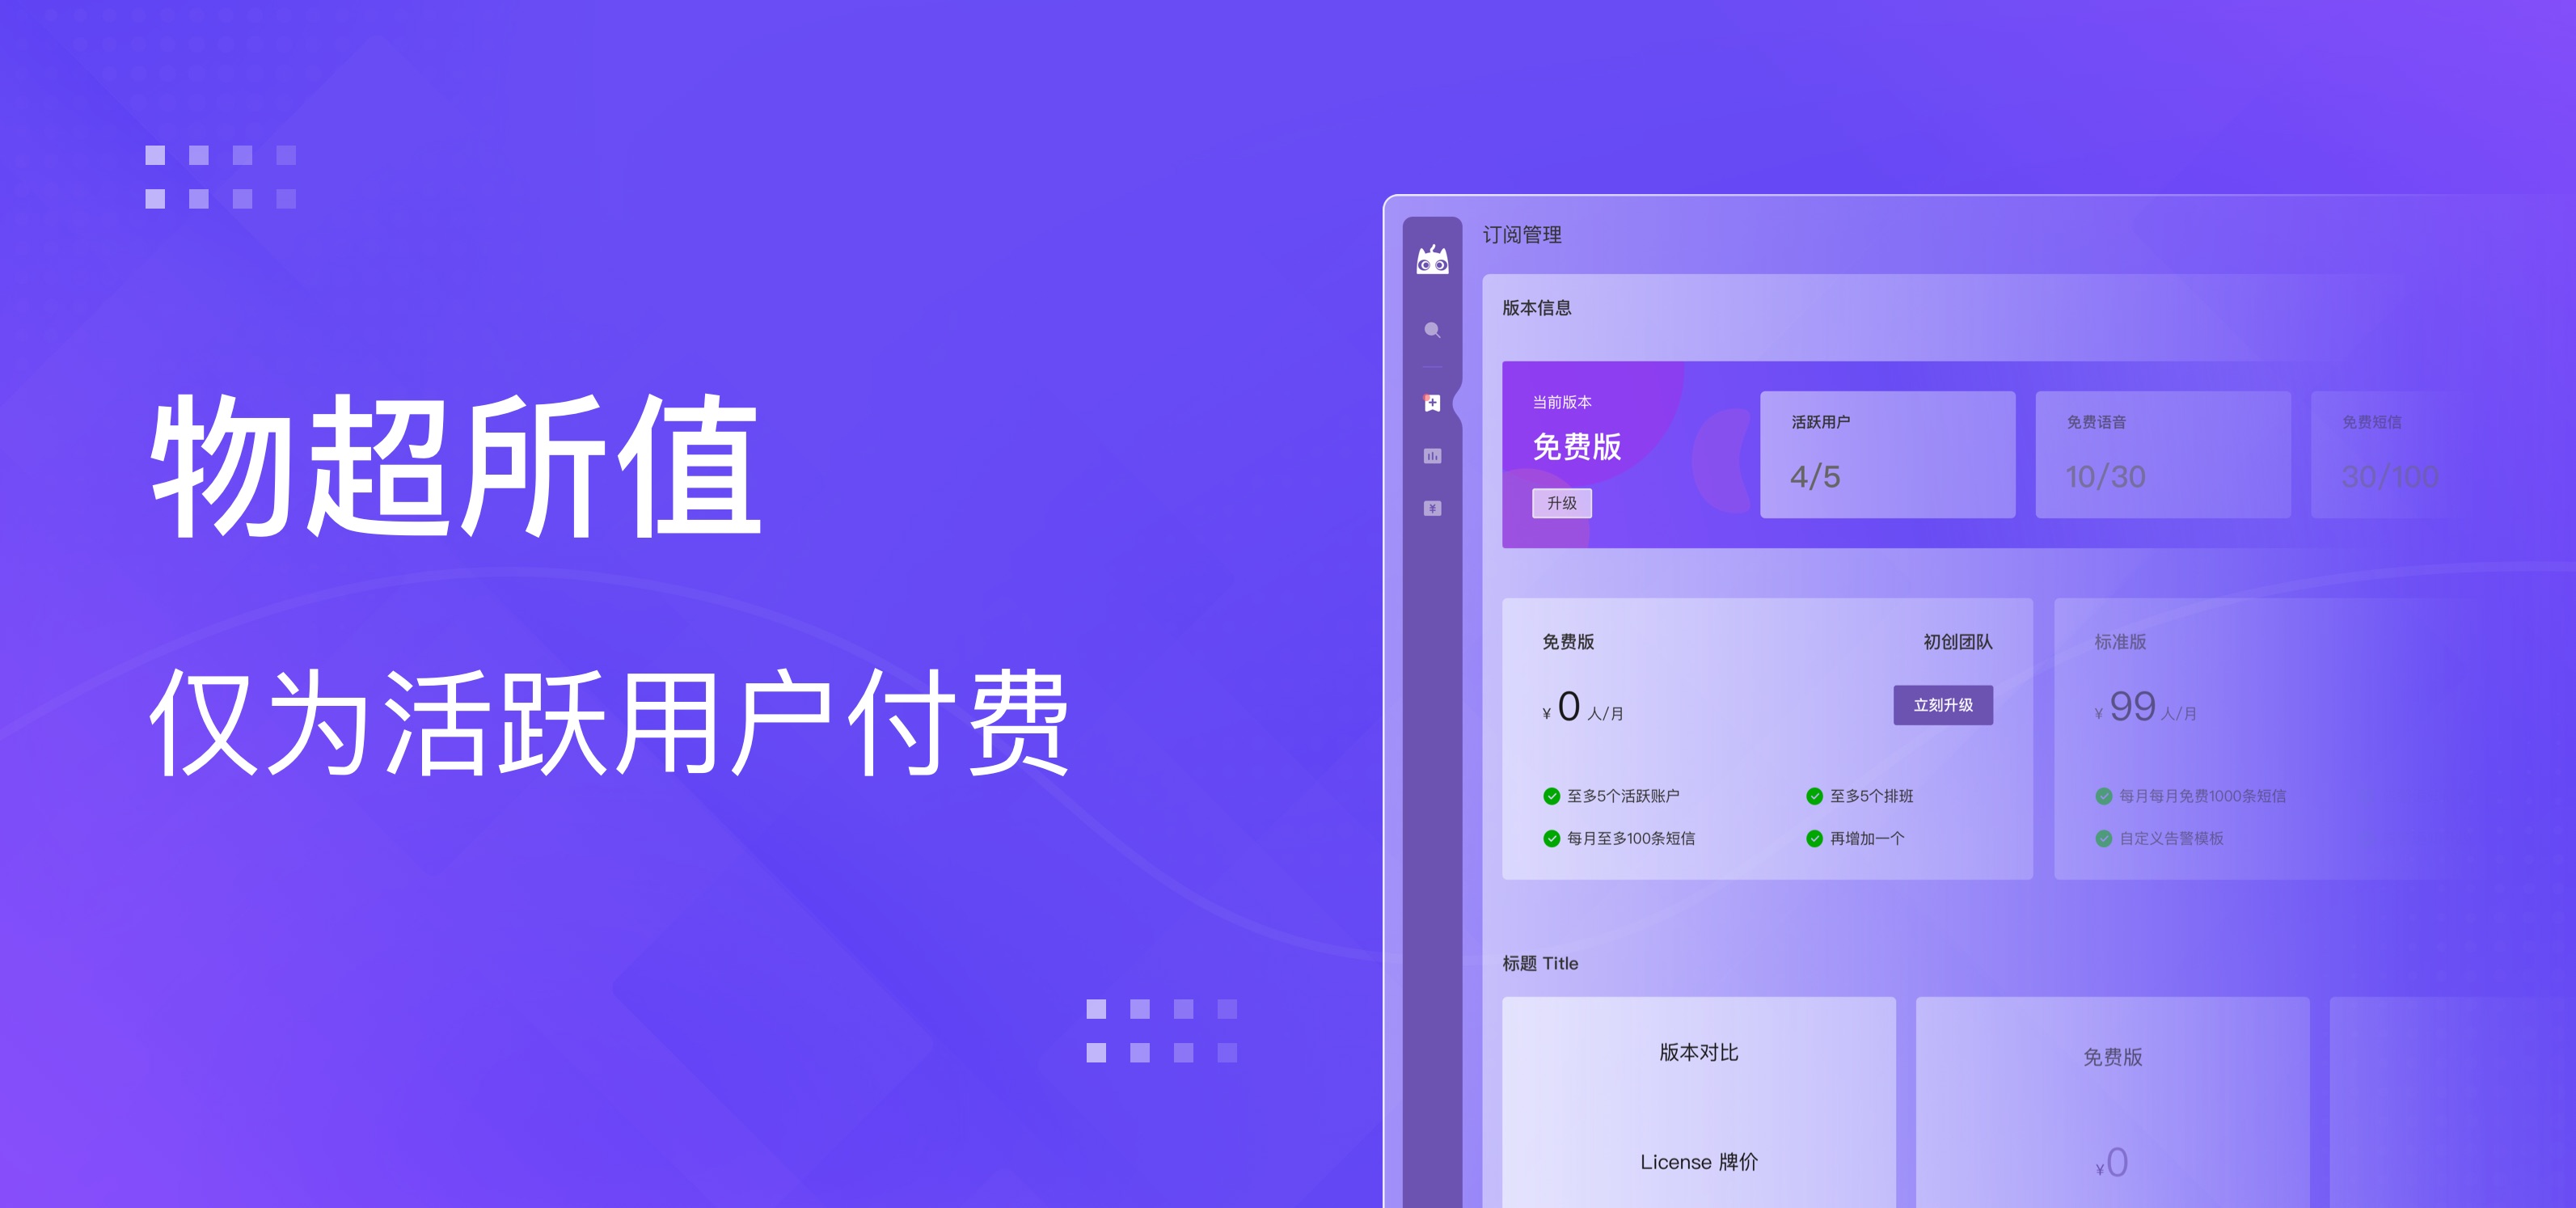 物超所值
仅为活跃用户付费
订阅管理
版本信息
当前版本
免费版
升级
活跃用户
4/5
免费语音
10/30
免费短信
30/100
免费版
初创团队
¥ 0 人/月
立刻升级
至多5个活跃账户
至多5个排班
每月至多100条短信
再增加一个
标准版
¥ 99 人/月
每月每月免费1000条短信
自定义告警模板
标题 Title
版本对比
免费版
License 牌价
¥0